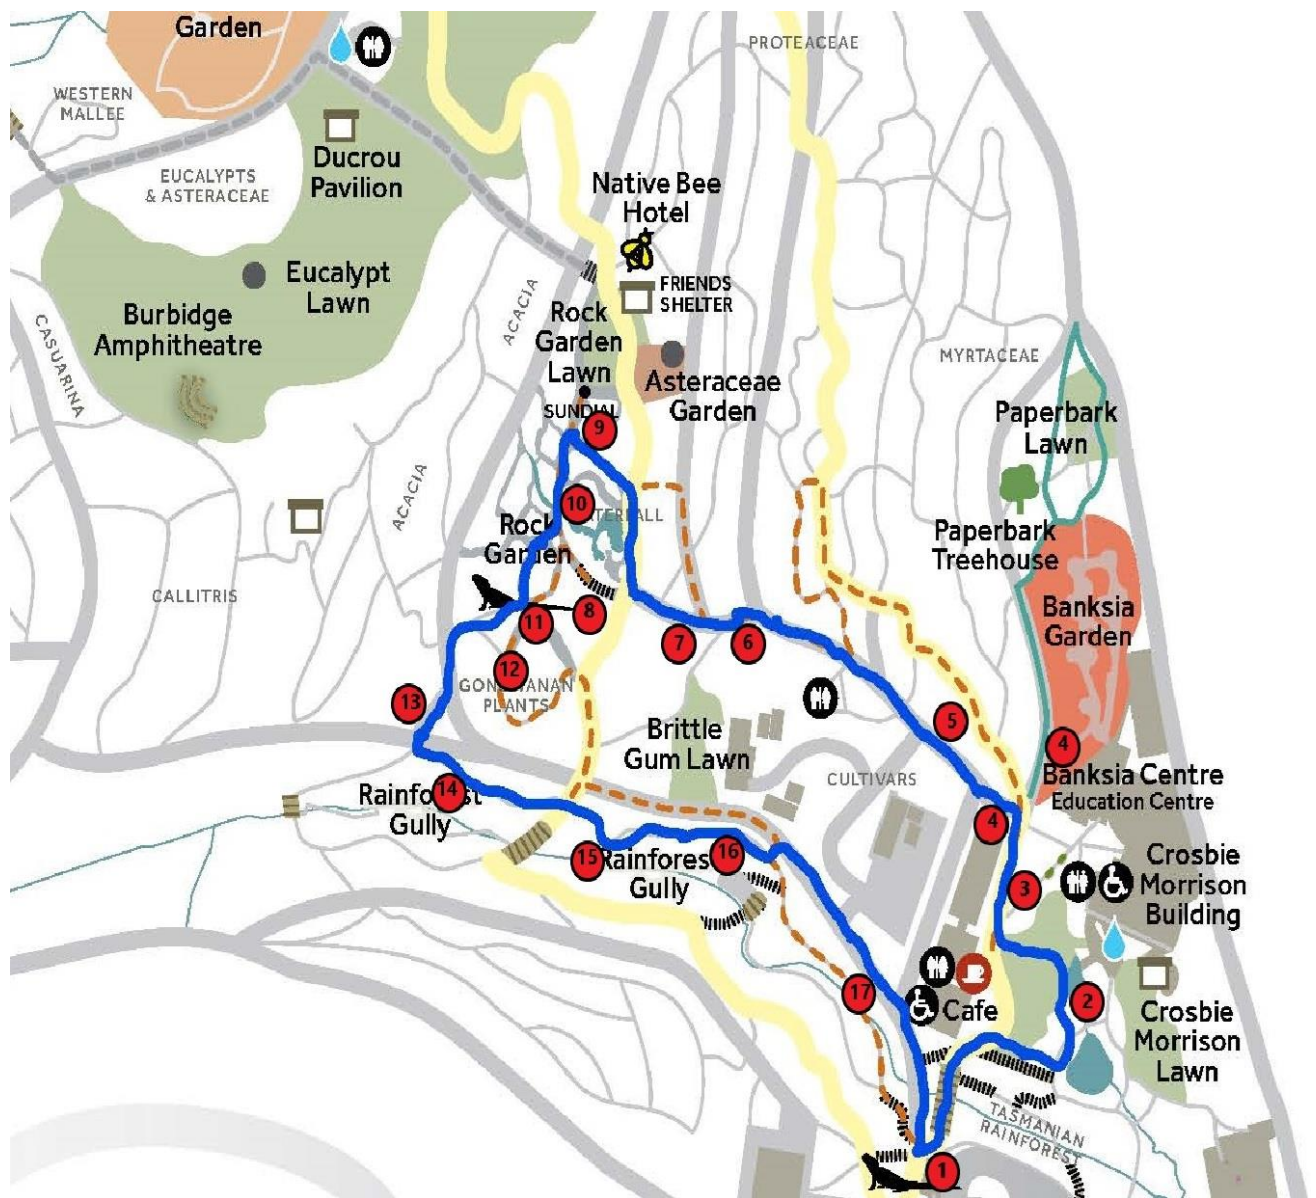 Garden
PROTEACEAE
WESTERN
MALLEE
Ducrou
Pavilion
EUCALYPTS
& ASTERACEAE
Native Bee
Hotel
Eucalypt
Lawn
FRIENDS
SHELTER
ACACIA
Rock
Garden
Lawn
Burbidge
Amphitheatre
CASUARINA
MYRTACEAE
Asteraceae
Garden
SUNDIAL
9
Paperbark
Lawn
ACACIA
10
Rock
Garden
Paperbark
Treehouse
CALLITRIS
Banksia
Garden
8
11
7
6
12
PLANTS
13
5
Brittle
Gum Lawn
4
Banksia Centre
Education Centre
CULTIVARS
14
Gully
4
15
16
Gully
Crosbie
Morrison
Building
3
17
2
Cafe
Crosbie
Morrison
Lawn
TASMANIAN
RAINFOREST
1